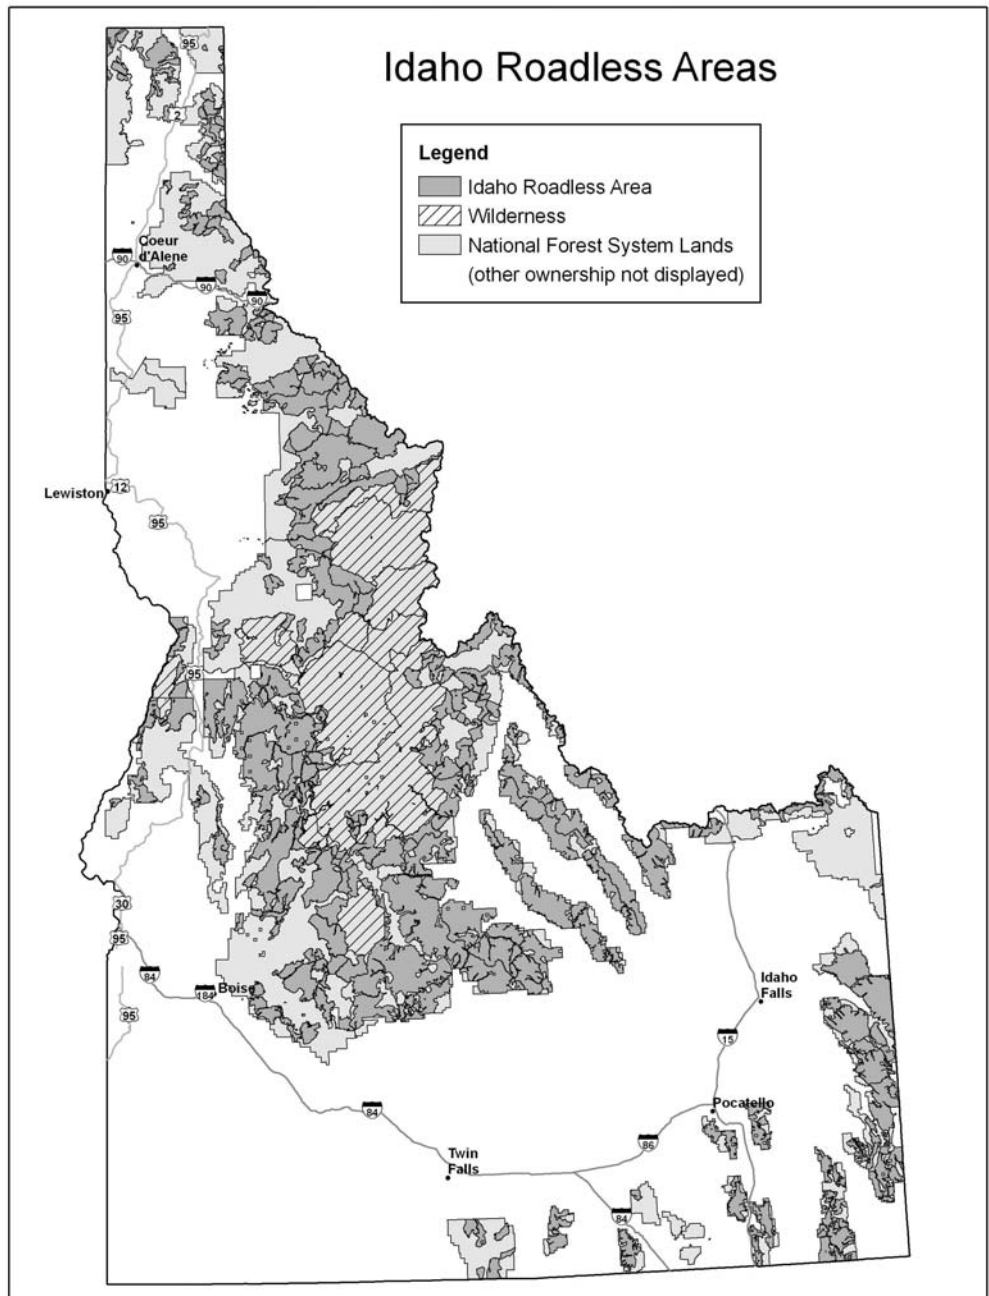 Idaho Roadless Areas
Legend
Idaho Roadless Area
Wilderness
National Forest System Lands
(other ownership not displayed)
95
2
Coeur
d'Alene
90
90
90
95
Lewiston
12
95
95
30
95
84
184
Boise
95
Idaho
Falls
15
84
Pocatello
86
Twin
Falls
84